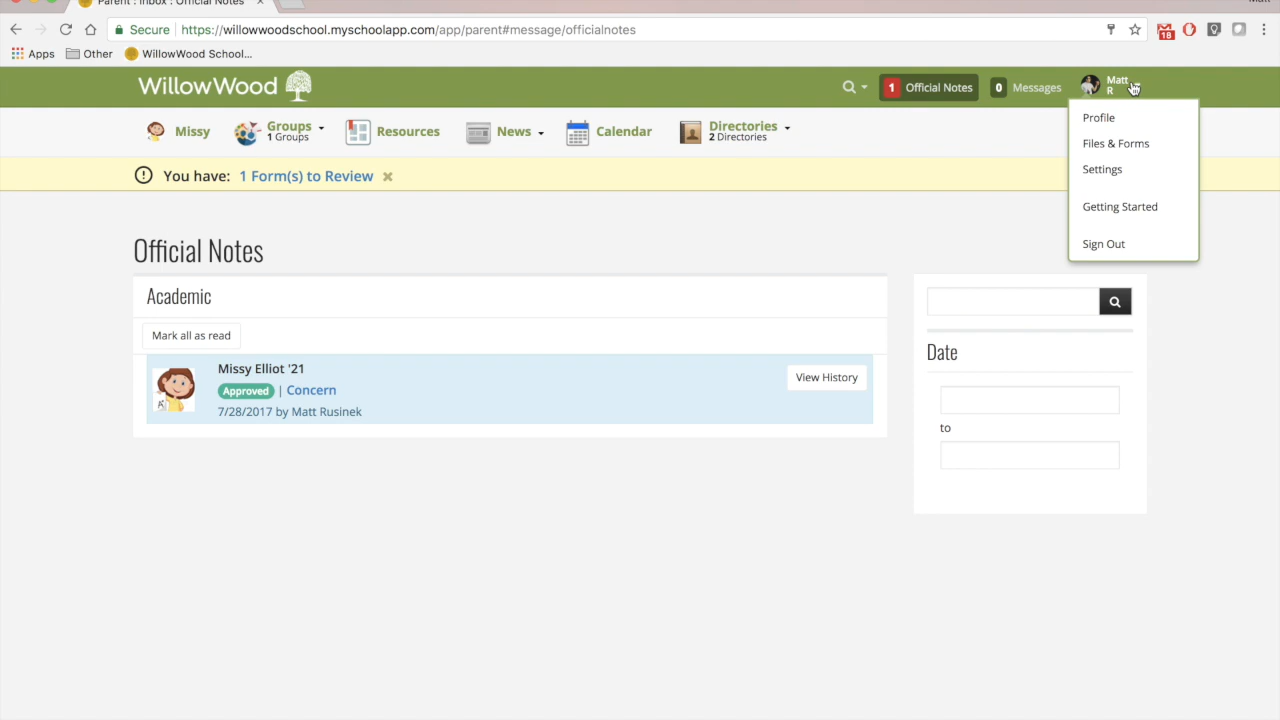 Parent : Inbox : Official Notes
Matt
Secure
https://willowwoodschool.myschoolapp.com/app/parent#message/officialnotes
18
Apps
Other
WillowWood School...
WillowWood
1 Official Notes
0 Messages
Matt
R
Profile
Files & Forms
Settings
Getting Started
Sign Out
Missy
Groups
1 Groups
Resources
News
Calendar
Directories
2 Directories
You have: 1 Form(s) to Review
Official Notes
Academic
Mark all as read
Missy Elliot '21
Approved | Concern
7/28/2017 by Matt Rusinek
View History
Date
to